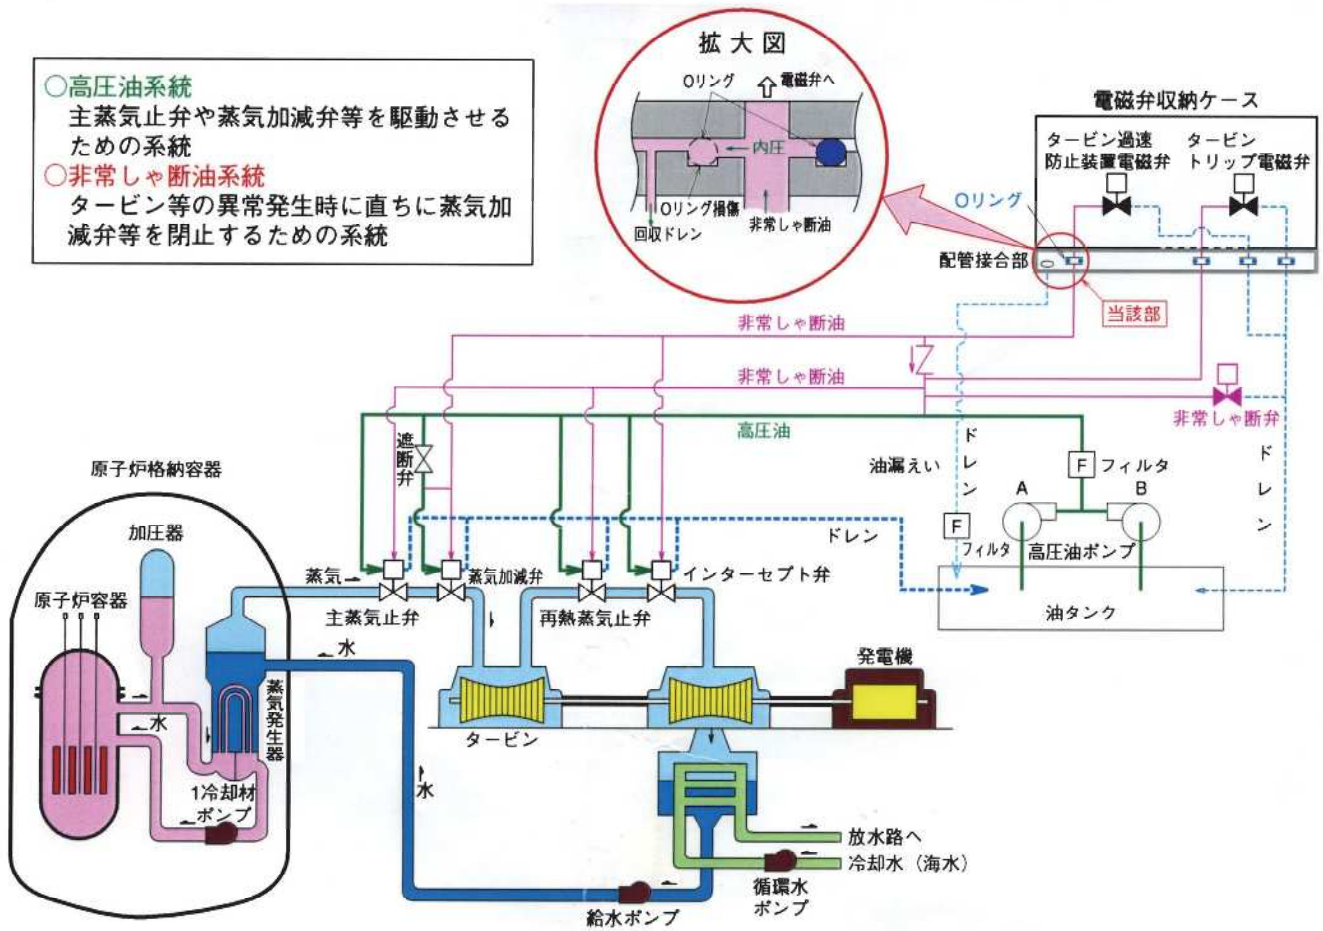 ○高圧油系統
主蒸気止弁や蒸気加減弁等を駆動させる
ための系統
○非常しゃ断油系統
タービン等の異常発生時に直ちに蒸気加
減弁等を閉止するための系統
拡大図
Oリング
電磁弁へ
内圧
Oリング損傷
回収ドレン
非常しゃ断油
電磁弁収納ケース
タービン過速
防止装置電磁弁
タービン
トリップ電磁弁
Oリング
配管接合部
当該部
非常しゃ断油
非常しゃ断油
非常しゃ断弁
高圧油
遮断弁
油漏えい
ドレン
F
フィルタ
ドレン
A
B
F
フィルタ
高圧油ポンプ
ドレン
油タンク
原子炉格納容器
加圧器
原子炉容器
蒸気
蒸気加減弁
インターセプト弁
主蒸気止弁
再熱蒸気止弁
水
発電機
蒸気発生器
水
タービン
1冷却材
ポンプ
水
放水路へ
冷却水(海水)
循環水
ポンプ
給水ポンプ